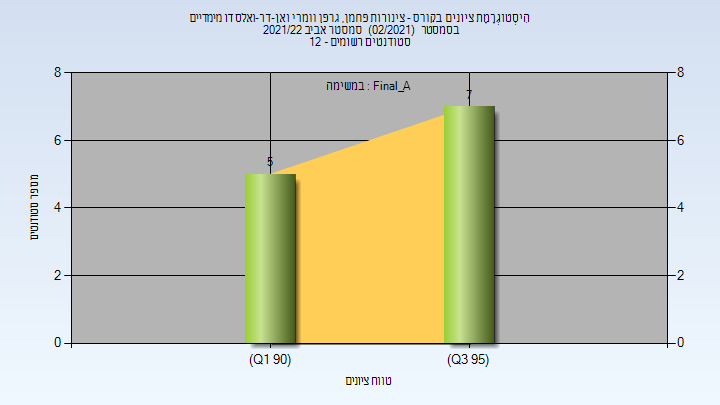 היסטוגרמת ציונים בקורס - צינורות פחמן, גרפן וומרי ואן-דר-ואלס דו מימדיים
בסמסטר (02/2021) סמסטר אביב 2021/22
סטודנטים רשומים - 12
במשימה : Final_A
8
6
4
2
0
8
6
4
2
0
5
7
מספר סטודנטים
(Q1 90)
(Q3 95)
טווח ציונים